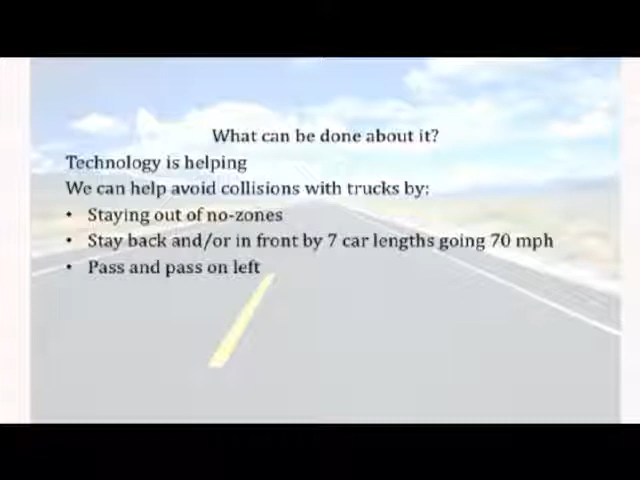 What can be done about it?
Technology is helping
We can help avoid collisions with trucks by:
• Staying out of no-zones
• Stay back and/or in front by 7 car lengths going 70 mph
• Pass and pass on left